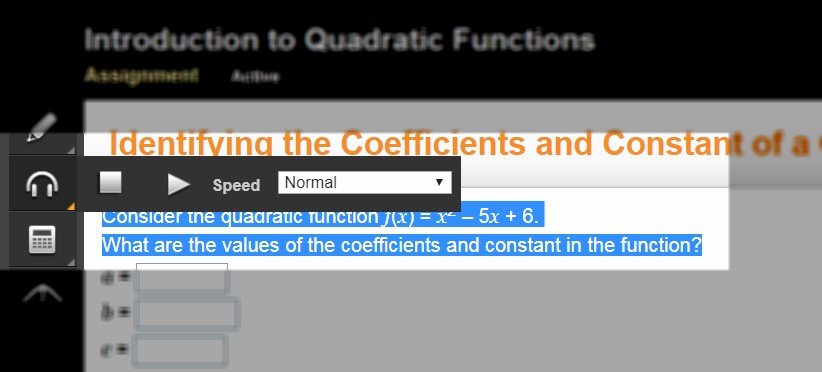 Introduction to Quadratic Functions
Assignment Active
Identifying the Coefficients and Constant of a
Speed Normal
Consider the quadratic function f(x) = x² – 5x + 6.
What are the values of the coefficients and constant in the function?
a =
b =
c =